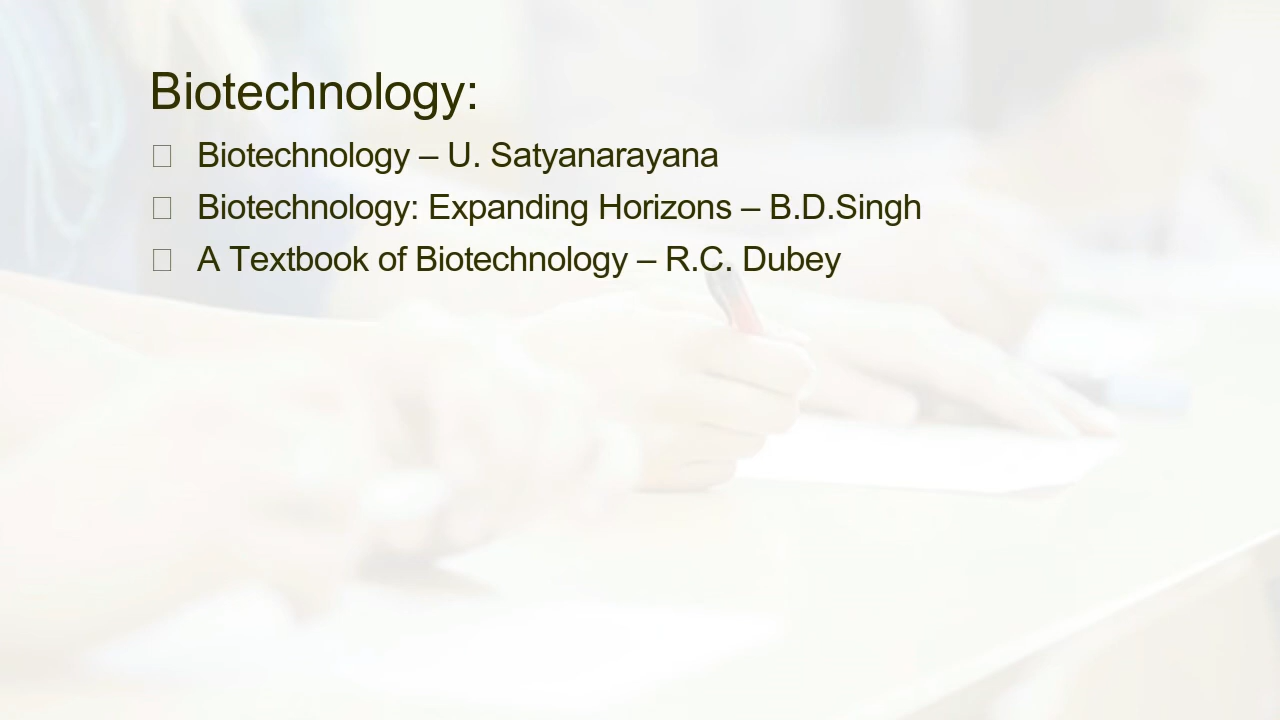 Biotechnology:
Biotechnology – U. Satyanarayana
Biotechnology: Expanding Horizons – B.D.Singh
A Textbook of Biotechnology – R.C. Dubey